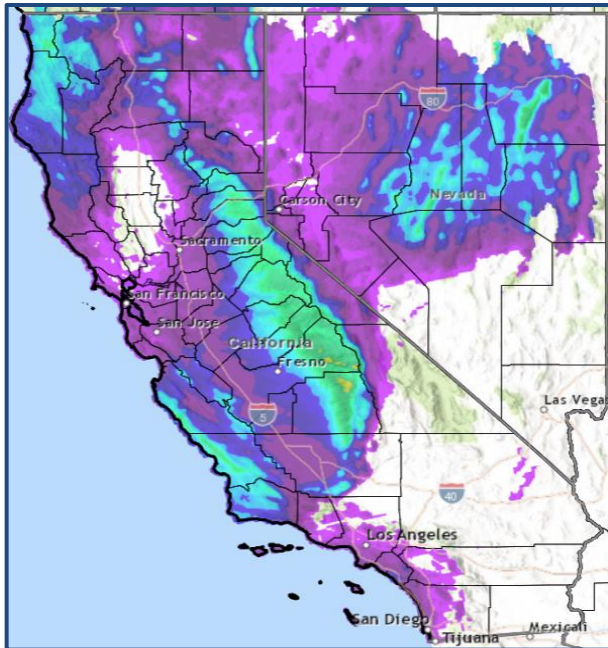 80
Nevada
Carson City
Sacramento
San Francisco
San Jose
California
Fresno
5
Las Vegas
40
Los Angeles
San Diego
Mexicali
Tijuana